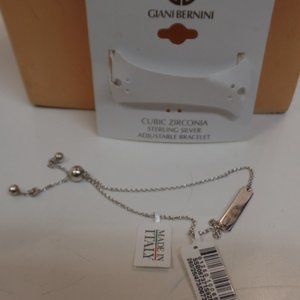 GIANI BERNINI
CUBIC ZIRCONIA
STERLING SILVER
ADJUSTABLE BRACELET
MADE IN
ITALY